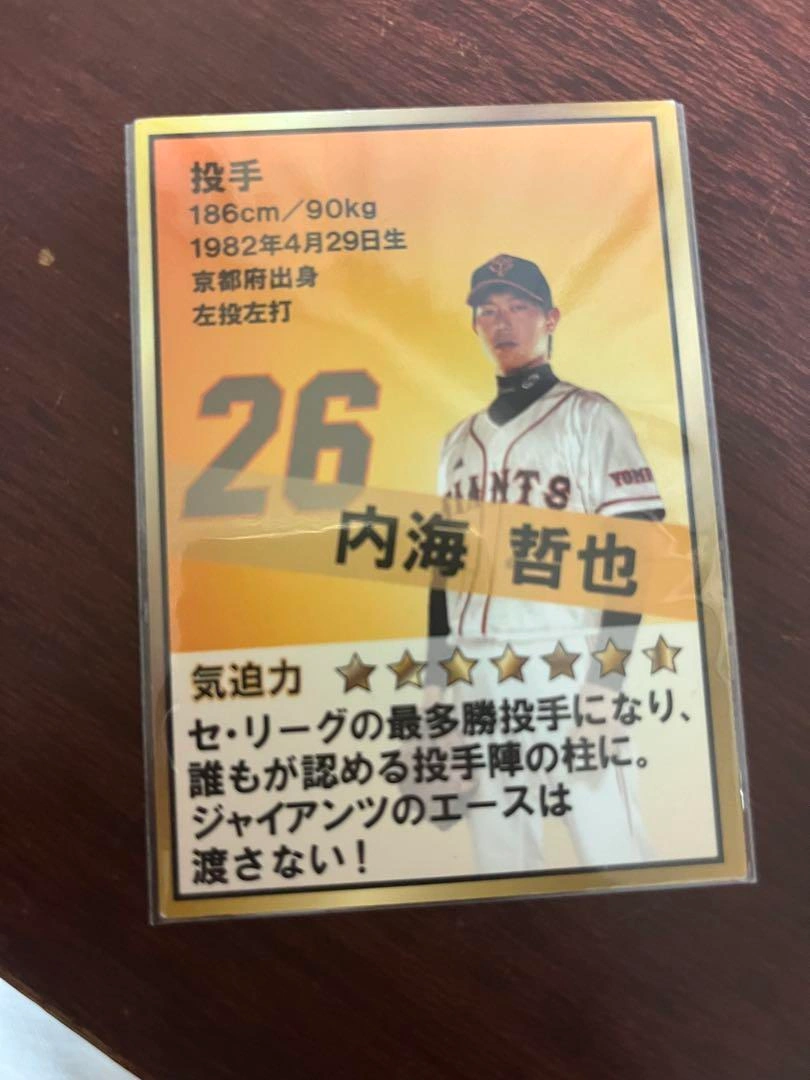 投手
186cm／90kg
1982年4月29日生
京都府出身
左投左打
26
GIANTS
YOMI
内海 哲也
気迫力 ★★★★★★★
セ・リーグの最多勝投手になり、
誰もが認める投手陣の柱に。
ジャイアンツのエースは
渡さない！